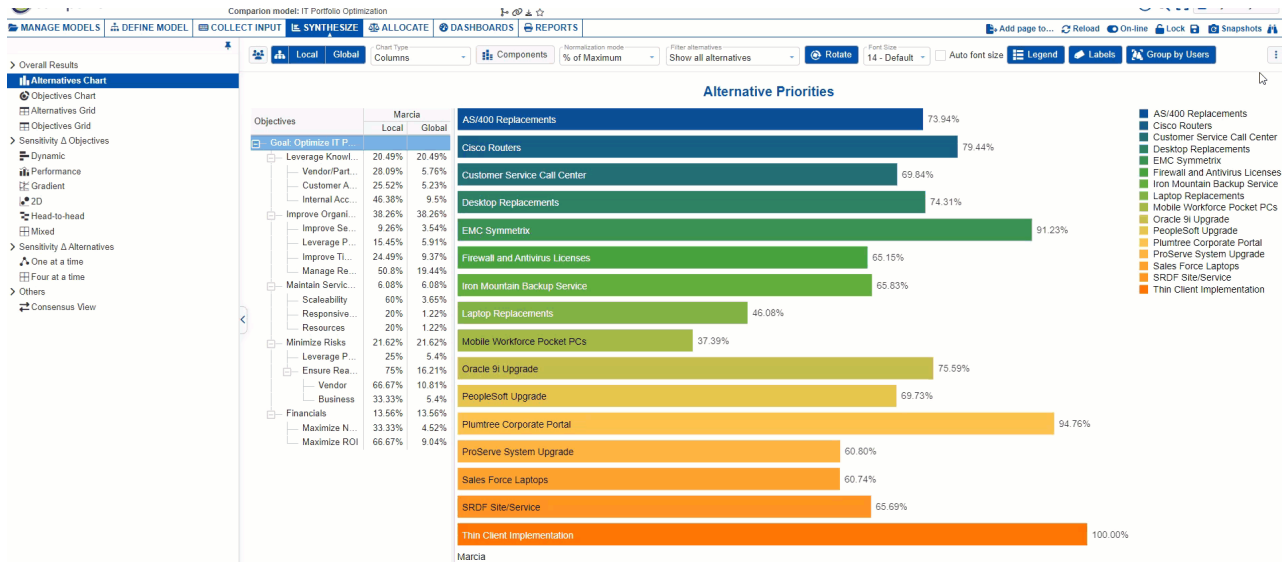 Comparion model: IT Portfolio Optimization
MANAGE MODELS DEFINE MODEL COLLECT INPUT SYNTHESIZE ALLOCATE DASHBOARDS REPORTS
Add page to... Reload On-line Lock Snapshots
Overall Results
Alternatives Chart
Objectives Chart
Alternatives Grid
Objectives Grid
Sensitivity Δ Objectives
Dynamic
Performance
Gradient
2D
Head-to-head
Mixed
Sensitivity Δ Alternatives
One at a time
Four at a time
Others
Consensus View
Local Global
Chart Type
Columns
Components
Normalization mode
% of Maximum
Filter alternatives
Show all alternatives
Rotate
Font Size
14 - Default
Auto font size
Legend
Labels
Group by Users
Alternative Priorities
Objectives Marcia
Local Global
Goal: Optimize IT P...
Leverage Knowl... 20.49% 20.49%
Vendor/Part... 28.09% 5.76%
Customer A... 25.52% 5.23%
Internal Acc... 46.38% 9.5%
Improve Organi... 38.26% 38.26%
Improve Se... 9.26% 3.54%
Leverage P... 15.45% 5.91%
Improve Ti... 24.49% 9.37%
Manage Re... 50.8% 19.44%
Maintain Servic... 6.08% 6.08%
Scaleability 60% 3.65%
Responsive... 20% 1.22%
Resources 20% 1.22%
Minimize Risks 21.62% 21.62%
Leverage P... 25% 5.4%
Ensure Rea... 75% 16.21%
Vendor 66.67% 10.81%
Business 33.33% 5.4%
Financials 13.56% 13.56%
Maximize N... 33.33% 4.52%
Maximize ROI 66.67% 9.04%
AS/400 Replacements 73.94%
Cisco Routers 79.44%
Customer Service Call Center 69.84%
Desktop Replacements 74.31%
EMC Symmetrix 91.23%
Firewall and Antivirus Licenses 65.15%
Iron Mountain Backup Service 65.83%
Laptop Replacements 46.08%
Mobile Workforce Pocket PCs 37.39%
Oracle 9i Upgrade 75.59%
PeopleSoft Upgrade 69.73%
Plumtree Corporate Portal 94.76%
ProServe System Upgrade 60.80%
Sales Force Laptops 60.74%
SRDF Site/Service 65.69%
Thin Client Implementation 100.00%
Marcia
AS/400 Replacements
Cisco Routers
Customer Service Call Center
Desktop Replacements
EMC Symmetrix
Firewall and Antivirus Licenses
Iron Mountain Backup Service
Laptop Replacements
Mobile Workforce Pocket PCs
Oracle 9i Upgrade
PeopleSoft Upgrade
Plumtree Corporate Portal
ProServe System Upgrade
Sales Force Laptops
SRDF Site/Service
Thin Client Implementation